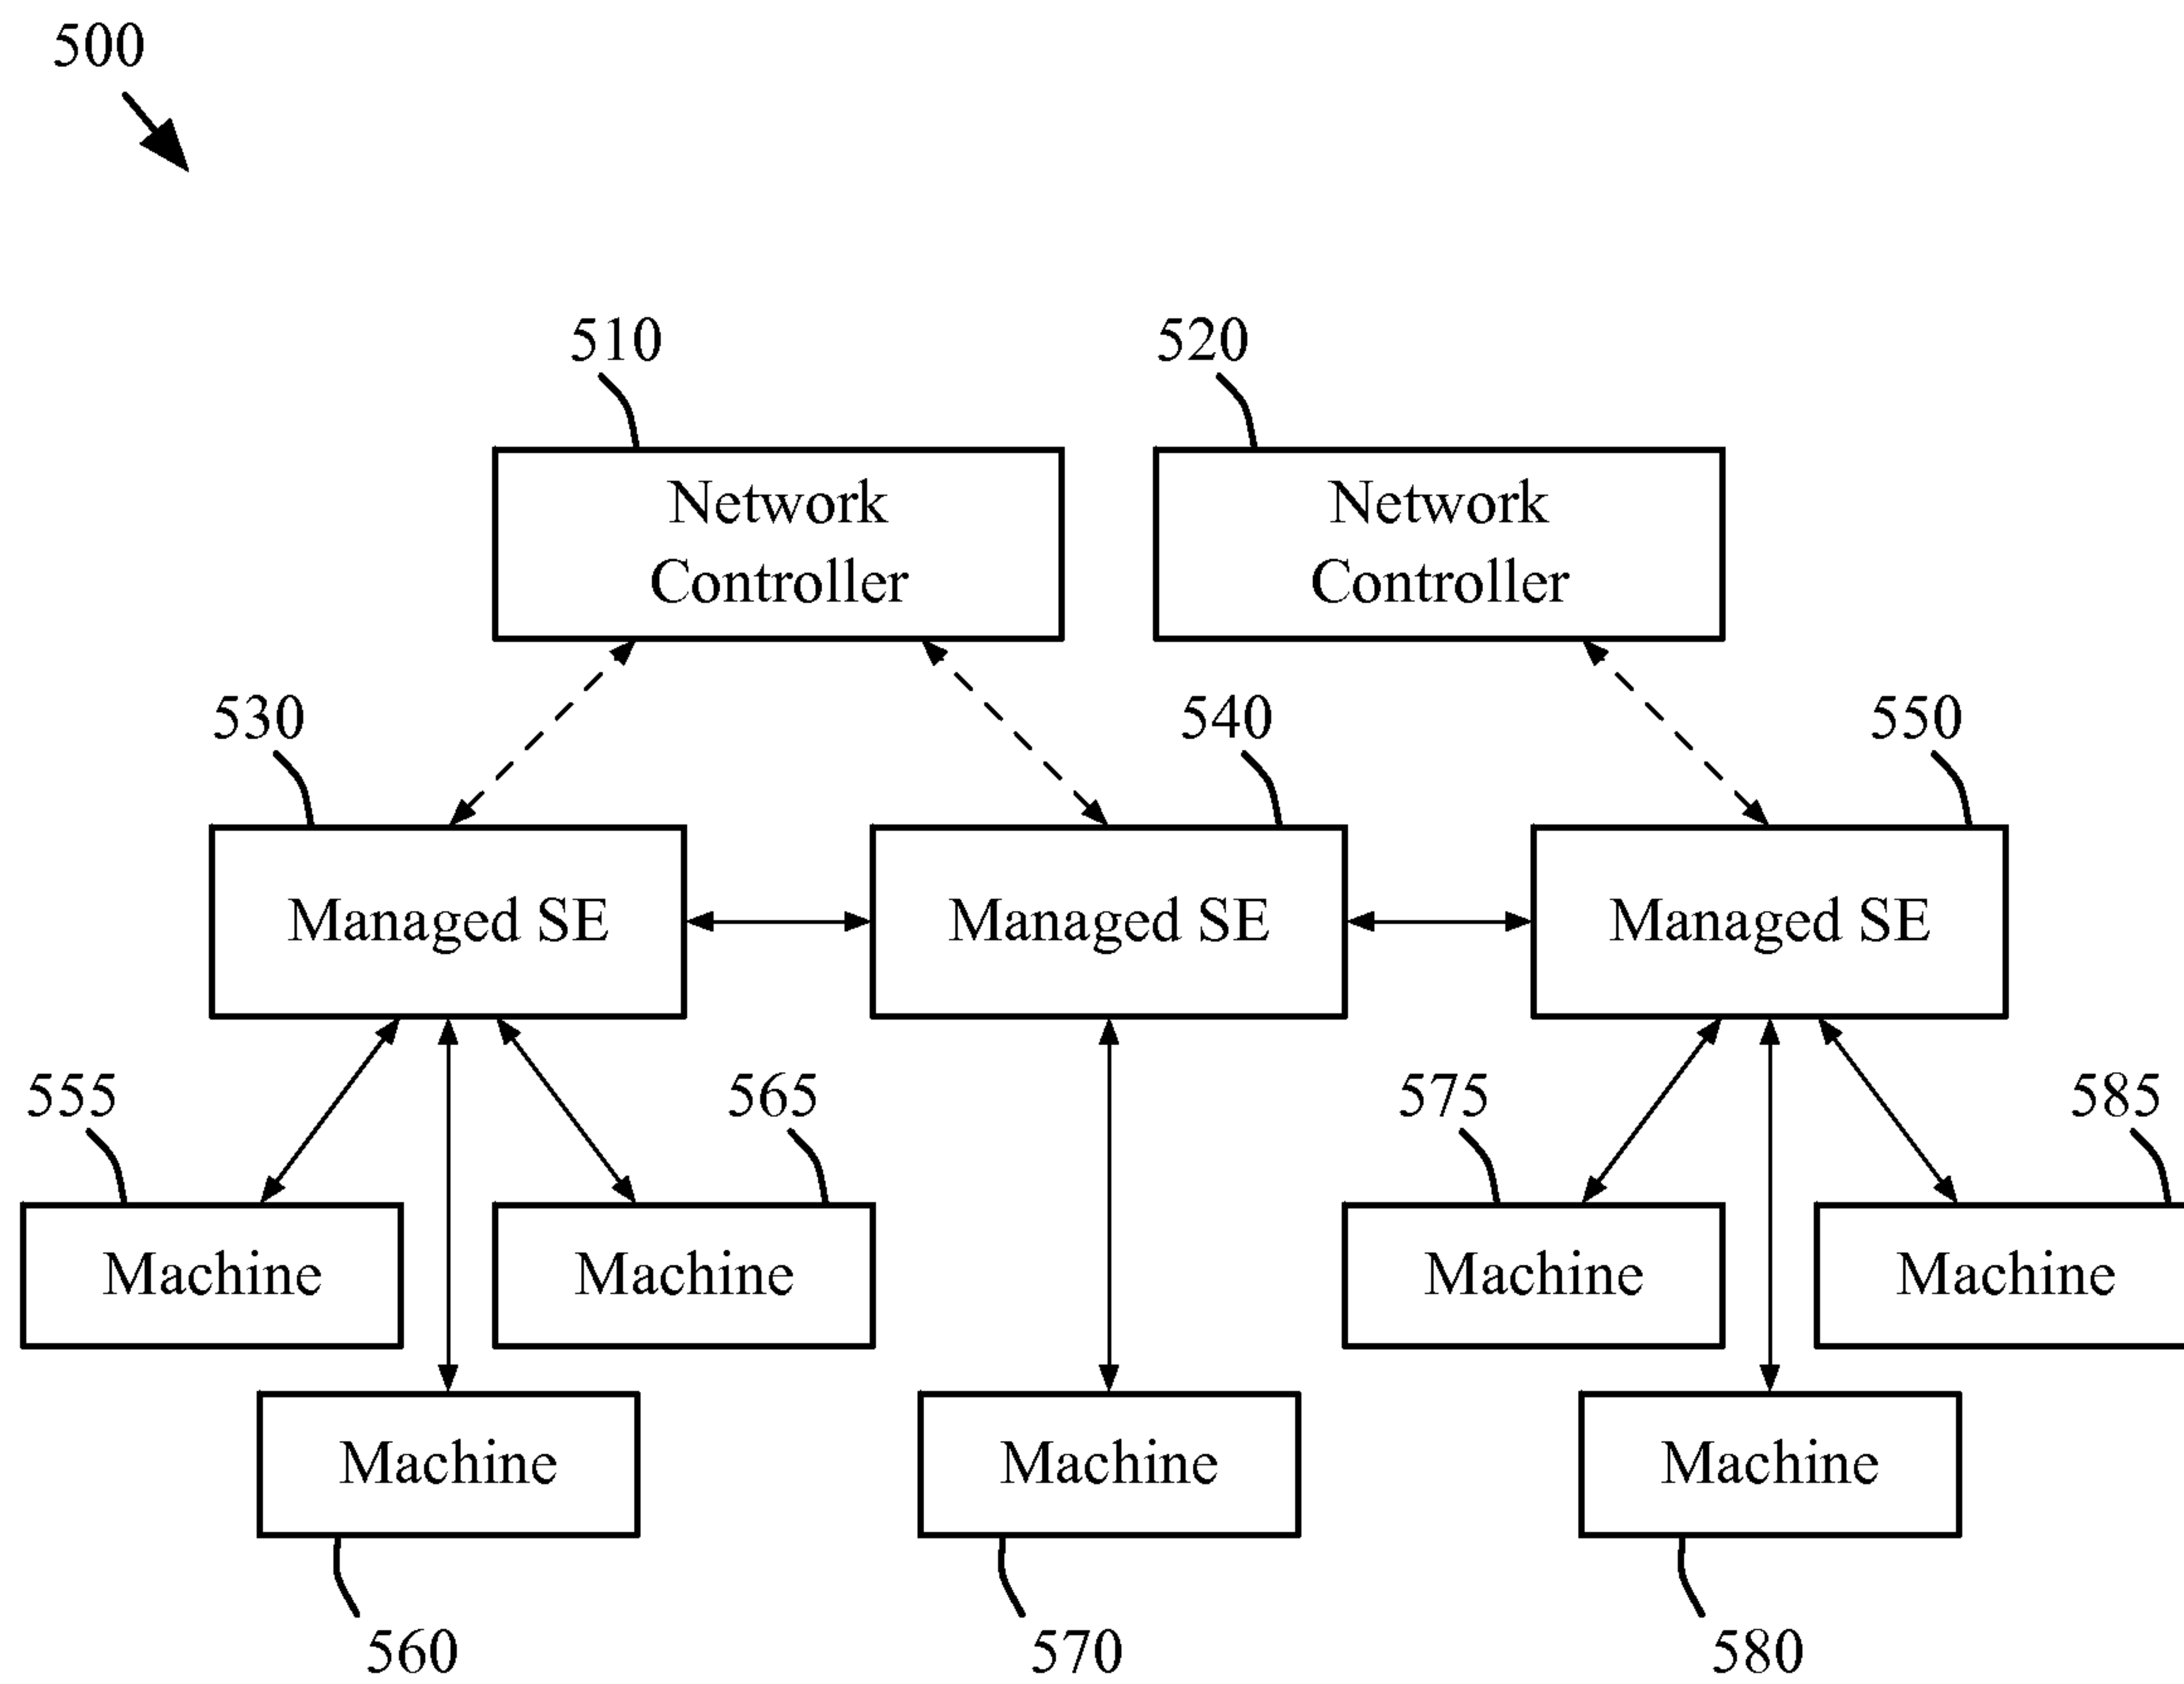 500
510
520
Network
Controller
Network
Controller
530
540
550
Managed SE
Managed SE
Managed SE
555
565
575
585
Machine
Machine
Machine
Machine
Machine
Machine
Machine
560
570
580